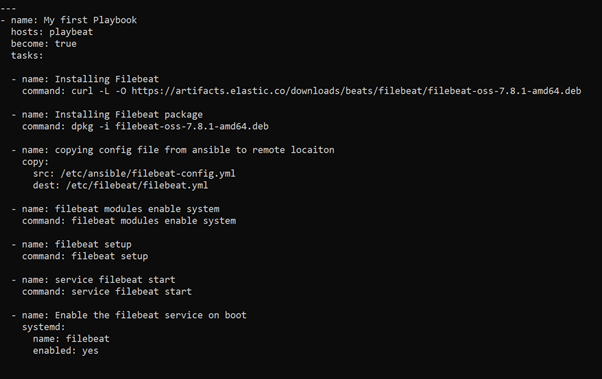 ---
- name: My first Playbook
  hosts: playbeat
  become: true
  tasks:
  - name: Installing Filebeat
    command: curl -L -O https://artifacts.elastic.co/downloads/beats/filebeat/filebeat-oss-7.8.1-amd64.deb
  - name: Installing Filebeat package
    command: dpkg -i filebeat-oss-7.8.1-amd64.deb
  - name: copying config file from ansible to remote locaiton
    copy:
      src: /etc/ansible/filebeat-config.yml
      dest: /etc/filebeat/filebeat.yml
  - name: filebeat modules enable system
    command: filebeat modules enable system
  - name: filebeat setup
    command: filebeat setup
  - name: service filebeat start
    command: service filebeat start
  - name: Enable the filebeat service on boot
    systemd:
      name: filebeat
      enabled: yes